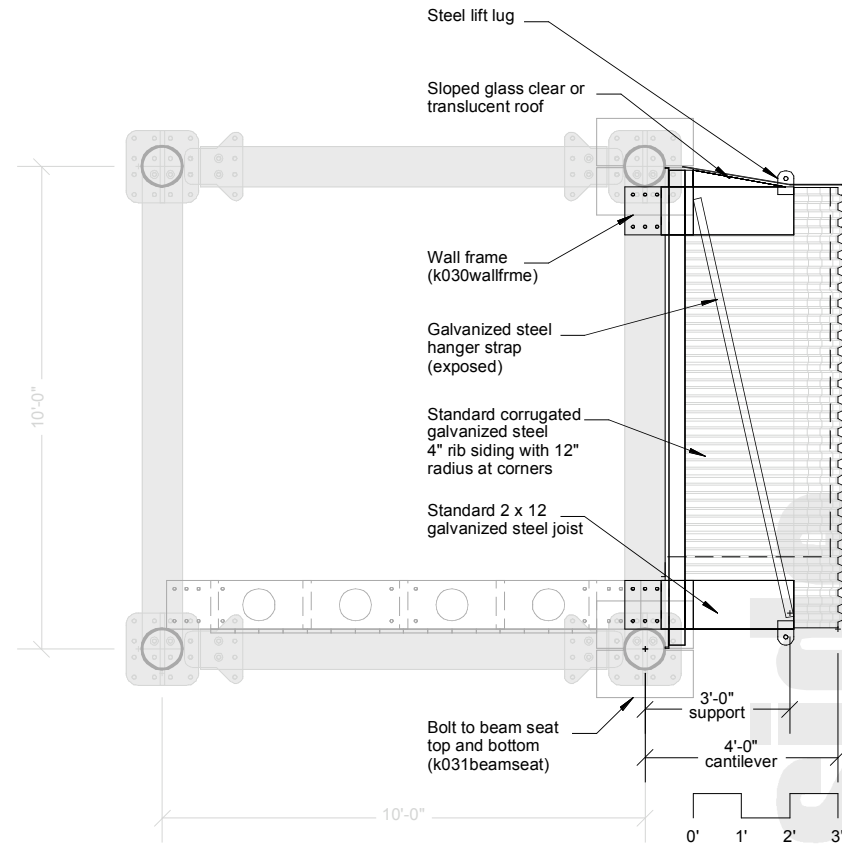 Steel lift lug
Sloped glass clear or
translucent roof
Wall frame
(k030wallfrme)
Galvanized steel
hanger strap
(exposed)
Standard corrugated
galvanized steel
4" rib siding with 12"
radius at corners
Standard 2 x 12
galvanized steel joist
Bolt to beam seat
top and bottom
(k031beamseat)
10'-0"
10'-0"
3'-0"
support
4'-0"
cantilever
0' 1' 2' 3'
side